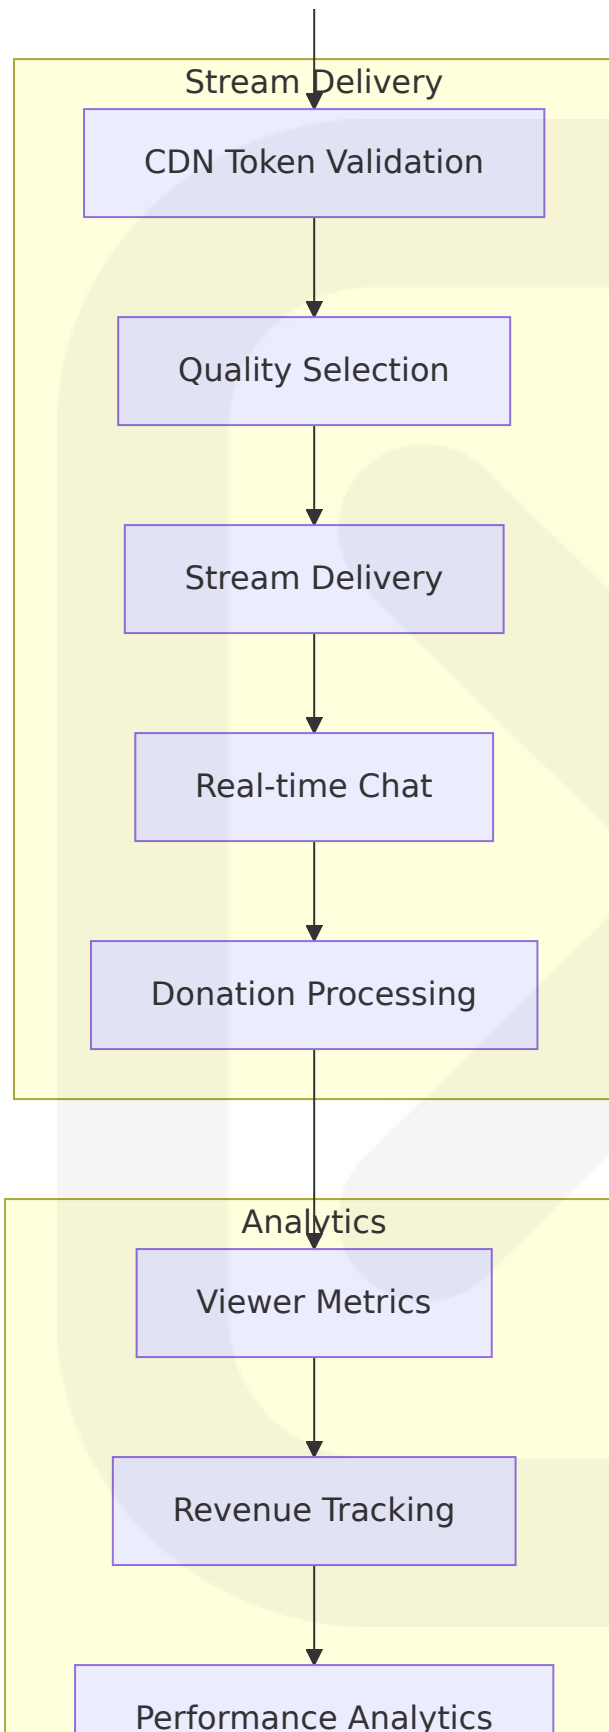 Stream Delivery
CDN Token Validation
Quality Selection
Stream Delivery
Real-time Chat
Donation Processing
Analytics
Viewer Metrics
Revenue Tracking
Performance Analytics